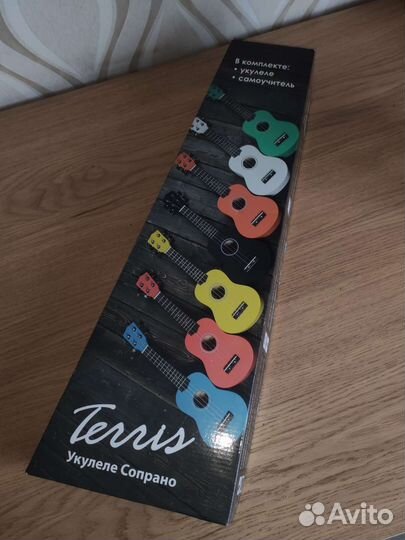 В комплекте:
• укулеле
• самоучитель
Terris
Укулеле Сопрано
Avito